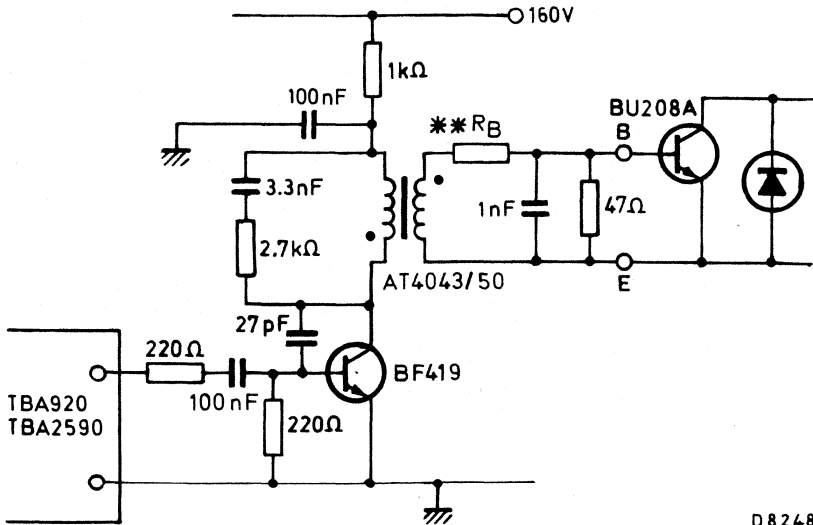 160V
1kΩ
100nF
BU208A
** RB
B
3.3nF
1nF
47Ω
2.7kΩ
AT4043/50
E
27pF
220Ω
BF419
TBA920
TBA2590
100nF
220Ω
D8248